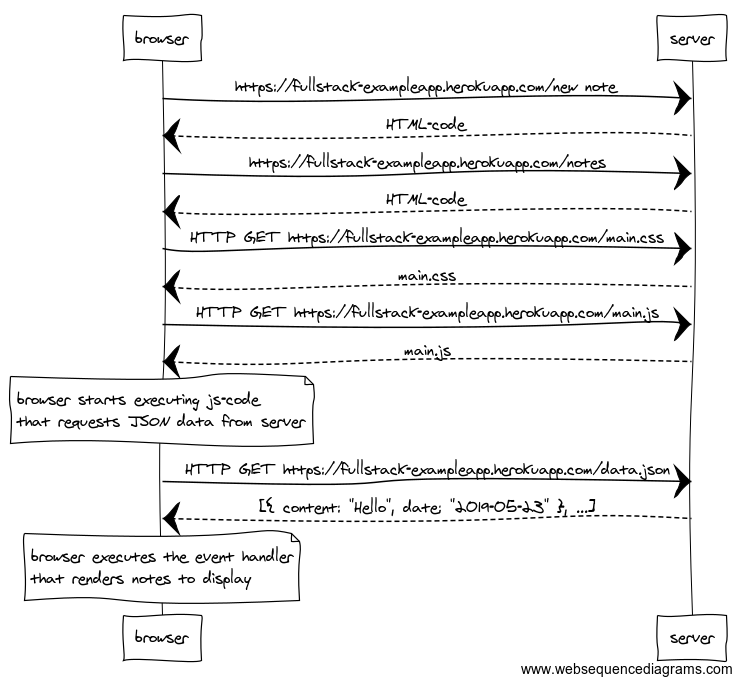 browser
server
https://fullstack-exampleapp.herokuapp.com/new note
HTML-code
https://fullstack-exampleapp.herokuapp.com/notes
HTML-code
HTTP GET https://fullstack-exampleapp.herokuapp.com/main.css
main.css
HTTP GET https://fullstack-exampleapp.herokuapp.com/main.js
main.js
browser starts executing js-code
that requests JSON data from server
HTTP GET https://fullstack-exampleapp.herokuapp.com/data.json
[{ content: "Hello", date: "2019-05-23" }, ...]
browser executes the event handler
that renders notes to display
browser
server
www.websequencediagrams.com